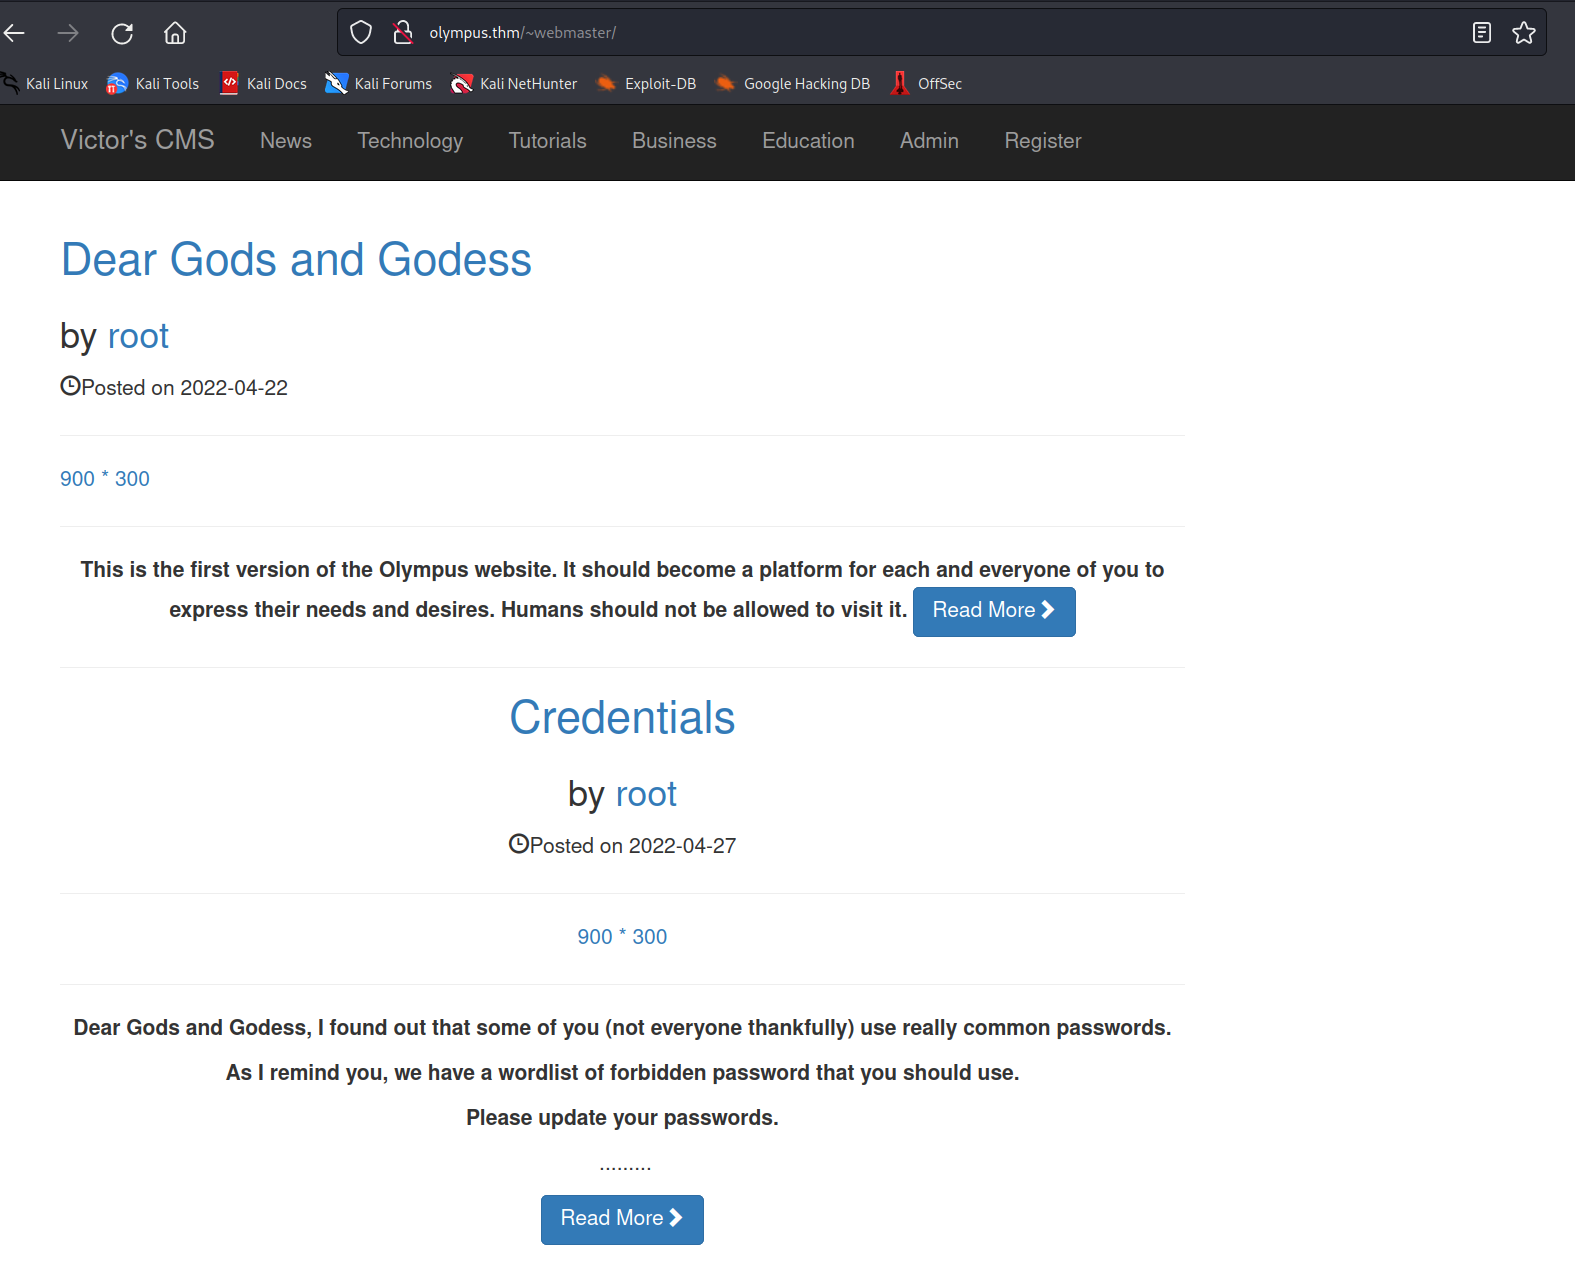 olympus.thm/~webmaster/
Kali Linux Kali Tools Kali Docs Kali Forums Kali NetHunter Exploit-DB Google Hacking DB OffSec
Victor's CMS News Technology Tutorials Business Education Admin Register
Dear Gods and Godess
by root
Posted on 2022-04-22
900 * 300
This is the first version of the Olympus website. It should become a platform for each and everyone of you to
express their needs and desires. Humans should not be allowed to visit it. Read More
Credentials
by root
Posted on 2022-04-27
900 * 300
Dear Gods and Godess, I found out that some of you (not everyone thankfully) use really common passwords.
As I remind you, we have a wordlist of forbidden password that you should use.
Please update your passwords.
.........
Read More